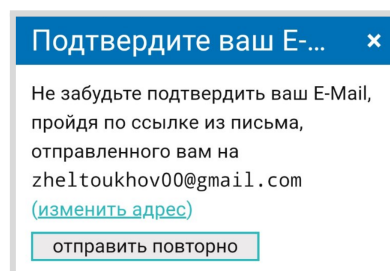 Подтвердите ваш E-... ×
Не забудьте подтвердить ваш E-Mail,
пройдя по ссылке из письма,
отправленного вам на
zheltoukhov00@gmail.com
(изменить адрес)
отправить повторно